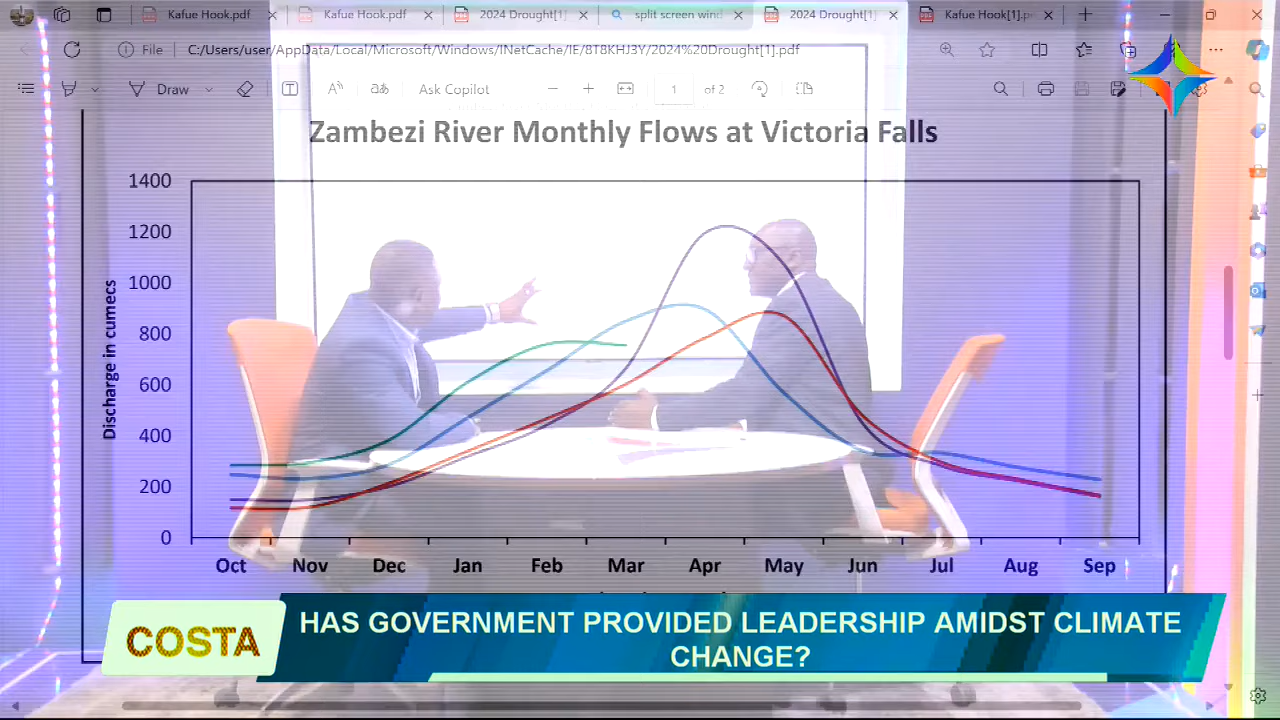 Kafue Hook.pdf
Kafue Hook.pdf
2024 Drought[1]
split screen wind
2024 Drought[1]
Kafue Hook[1].p
File
C:/Users/user/AppData/Local/Microsoft/Windows/INetCache/IE/8T8KHJ3Y/2024%20Drought[1].pdf
Draw
Ask Copilot
1
of 2
Zambezi River Monthly Flows at Victoria Falls
Discharge in cumecs
1400
1200
1000
800
600
400
200
0
Oct Nov Dec Jan Feb Mar Apr May Jun Jul Aug Sep
COSTA
HAS GOVERNMENT PROVIDED LEADERSHIP AMIDST CLIMATE
CHANGE?